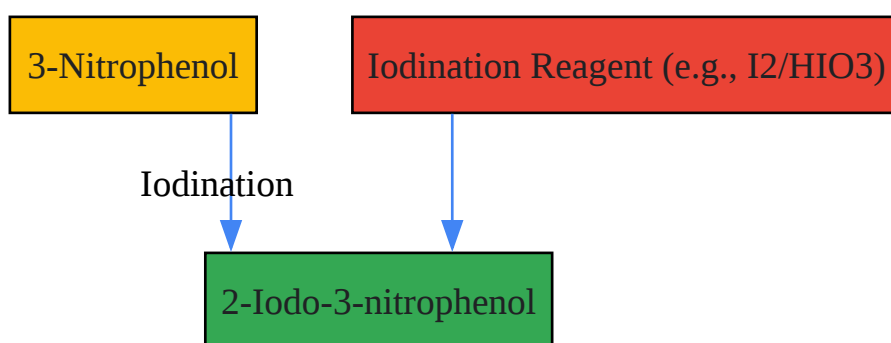 3-Nitrophenol
Iodination Reagent (e.g., I2/HIO3)
Iodination
2-Iodo-3-nitrophenol